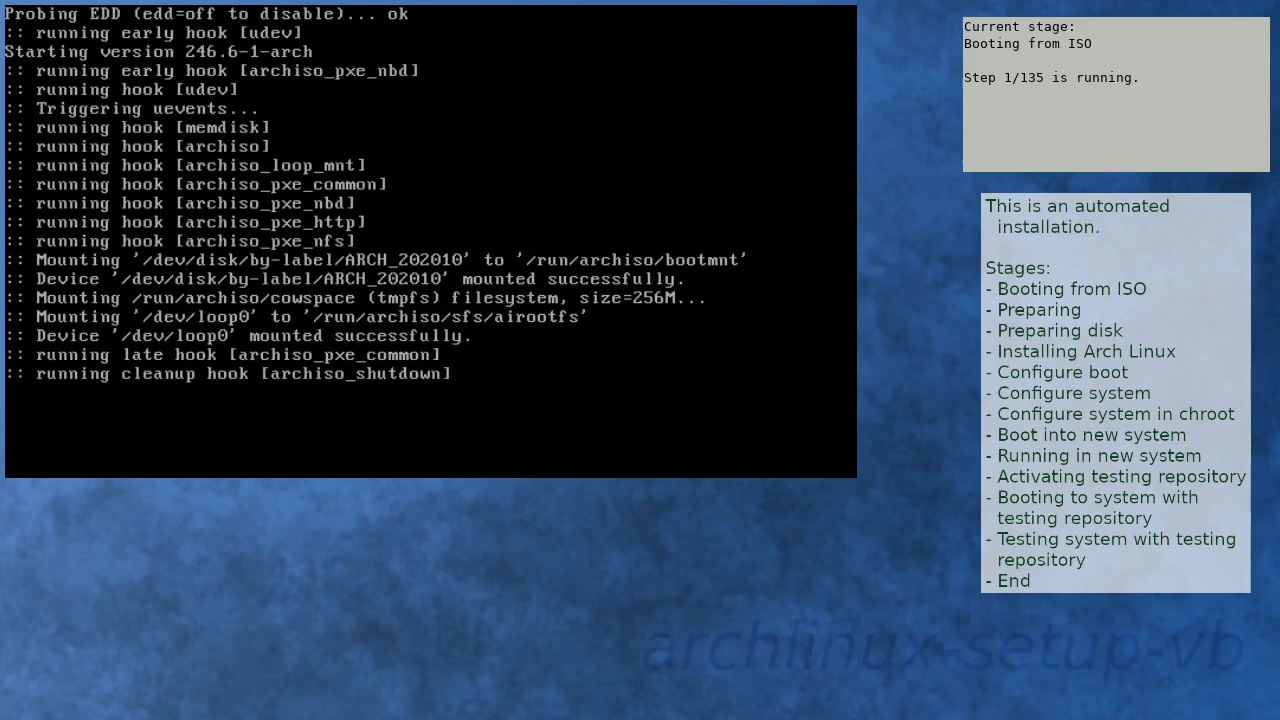 Probing EDD (edd=off to disable)... ok
:: running early hook [udev]
Starting version 246.6-1-arch
:: running early hook [archiso_pxe_nbd]
:: running hook [udev]
:: Triggering uevents...
:: running hook [memdisk]
:: running hook [archiso]
:: running hook [archiso_loop_mnt]
:: running hook [archiso_pxe_common]
:: running hook [archiso_pxe_nbd]
:: running hook [archiso_pxe_http]
:: running hook [archiso_pxe_nfs]
:: Mounting '/dev/disk/by-label/ARCH_202010' to '/run/archiso/bootmnt'
:: Device '/dev/disk/by-label/ARCH_202010' mounted successfully.
:: Mounting /run/archiso/cowspace (tmpfs) filesystem, size=256M...
:: Mounting '/dev/loop0' to '/run/archiso/sfs/airootfs'
:: Device '/dev/loop0' mounted successfully.
:: running late hook [archiso_pxe_common]
:: running cleanup hook [archiso_shutdown]
Current stage:
Booting from ISO
Step 1/135 is running.
This is an automated
installation.
Stages:
- Booting from ISO
- Preparing
- Preparing disk
- Installing Arch Linux
- Configure boot
- Configure system
- Configure system in chroot
- Boot into new system
- Running in new system
- Activating testing repository
- Booting to system with
testing repository
- Testing system with testing
repository
- End
archlinux-setup-vb